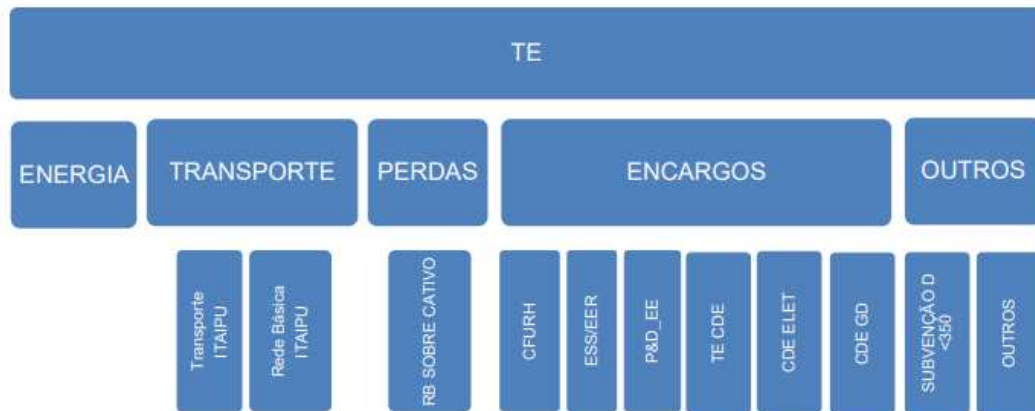 TE
ENERGIA
TRANSPORTE
PERDAS
ENCARGOS
OUTROS
Transporte
ITAIPU
Rede Básica
ITAIPU
RB SOBRE CATIVO
CFURH
ESS/EER
P&D_EE
TE CDE
CDE ELET
CDE GD
SUBVENÇÃO D
<350
OUTROS